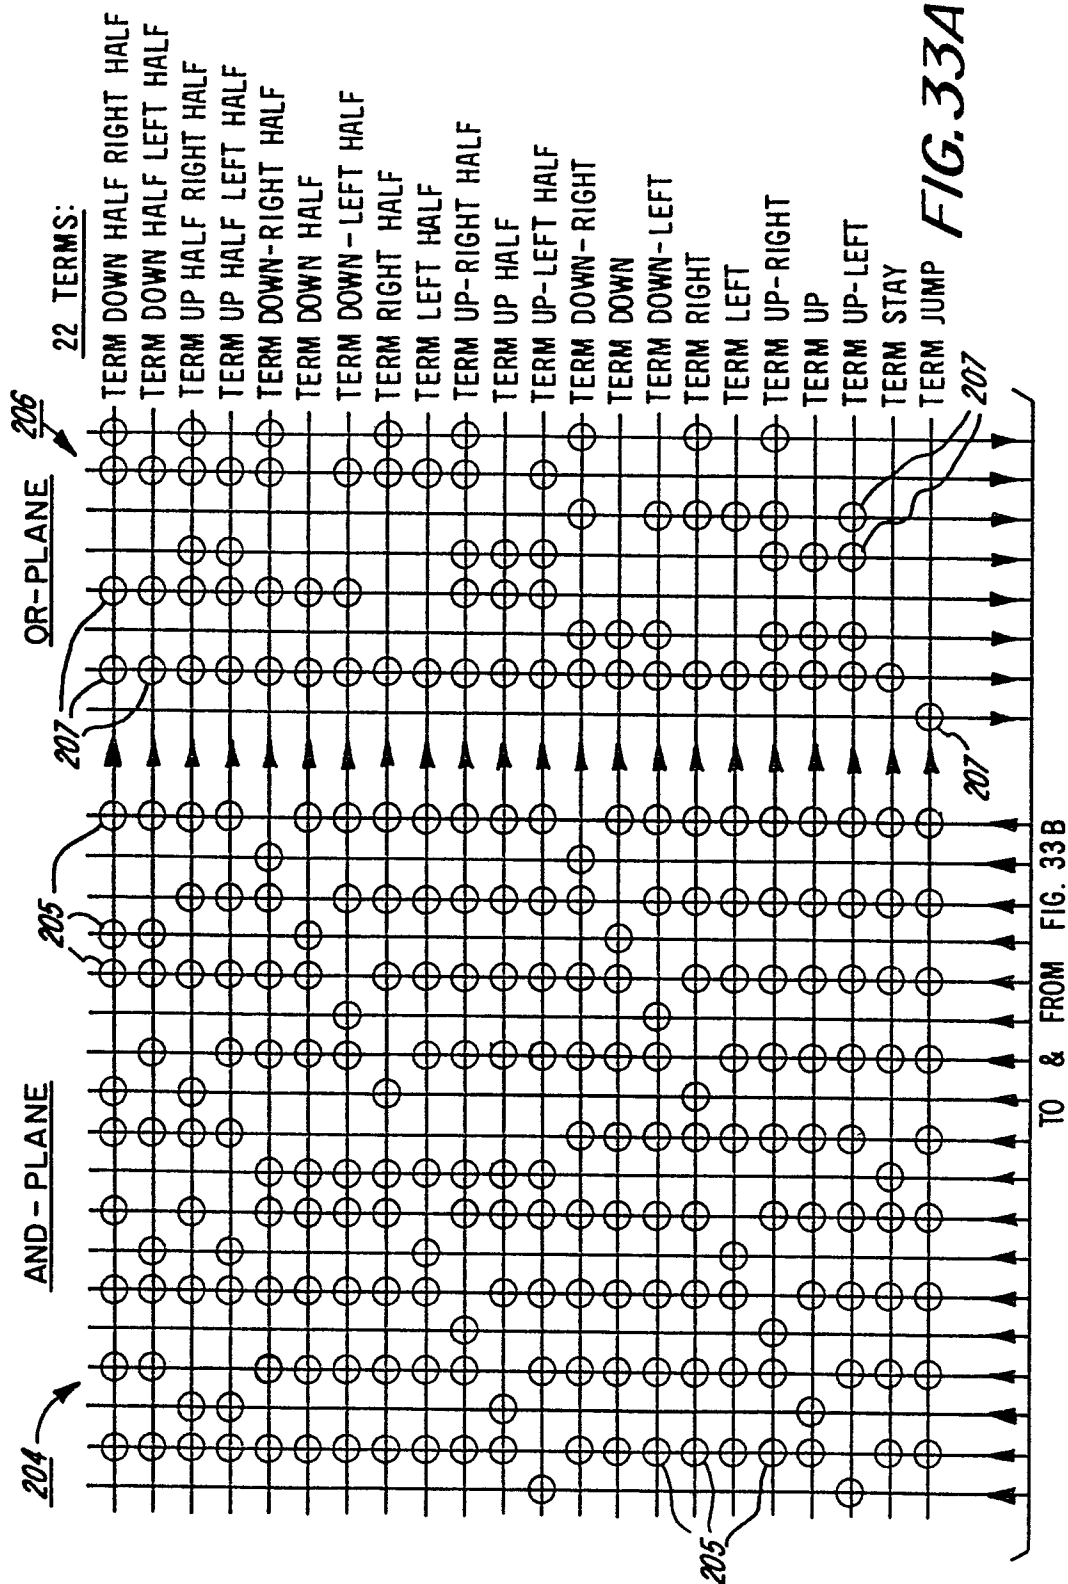 204
AND-PLANE
205
OR-PLANE
206
207
22 TERMS:
TERM DOWN HALF RIGHT HALF
TERM DOWN HALF LEFT HALF
TERM UP HALF RIGHT HALF
TERM UP HALF LEFT HALF
TERM DOWN-RIGHT HALF
TERM DOWN HALF
TERM DOWN-LEFT HALF
TERM RIGHT HALF
TERM LEFT HALF
TERM UP-RIGHT HALF
TERM UP HALF
TERM UP-LEFT HALF
TERM DOWN-RIGHT
TERM DOWN
TERM DOWN-LEFT
TERM RIGHT
TERM LEFT
TERM UP-RIGHT
TERM UP
TERM UP-LEFT
TERM STAY
TERM JUMP
205
207
207
TO & FROM FIG. 33B
FIG. 33A